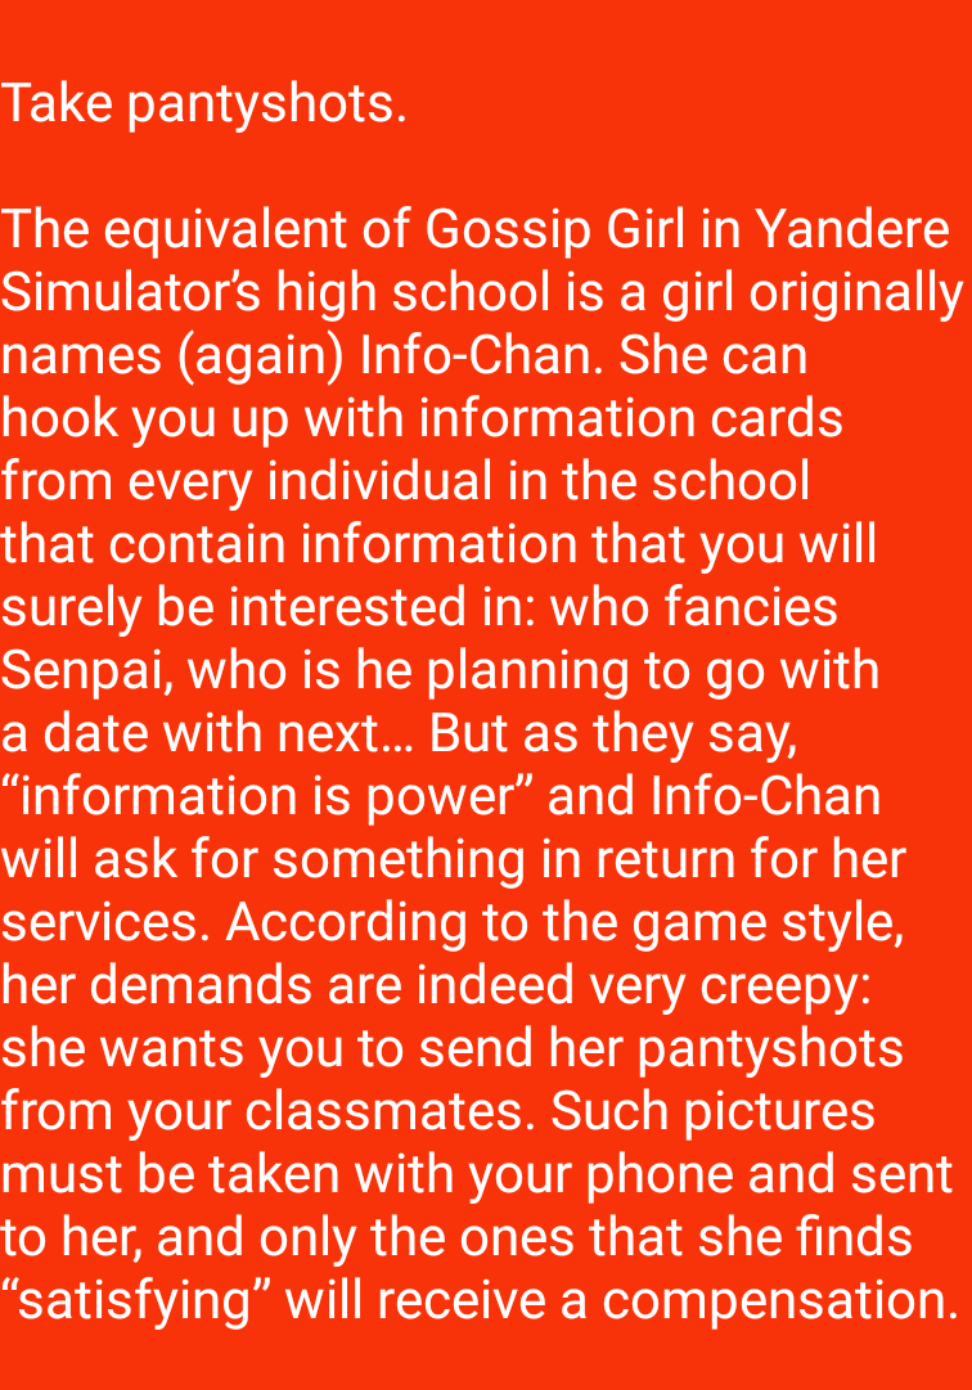 Take pantyshots.
The equivalent of Gossip Girl in Yandere
Simulator’s high school is a girl originally
names (again) Info-Chan. She can
hook you up with information cards
from every individual in the school
that contain information that you will
surely be interested in: who fancies
Senpai, who is he planning to go with
a date with next… But as they say,
“information is power” and Info-Chan
will ask for something in return for her
services. According to the game style,
her demands are indeed very creepy:
she wants you to send her pantyshots
from your classmates. Such pictures
must be taken with your phone and sent
to her, and only the ones that she finds
“satisfying” will receive a compensation.